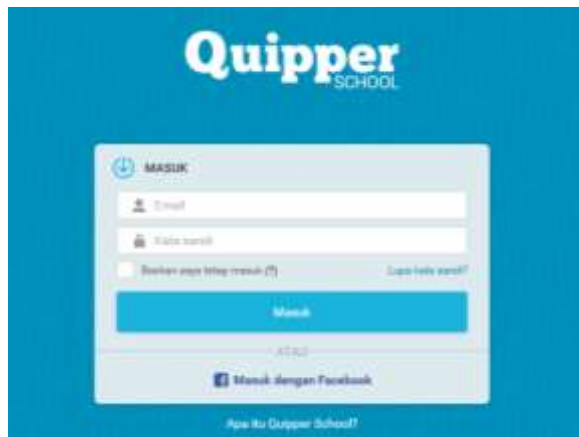 Quipper
SCHOOL
MASUK
Email
Kata sandi
Biarkan saya tetap masuk (?)
Lupa kata sandi?
Masuk
ATAU
Masuk dengan Facebook
Apa itu Quipper School?